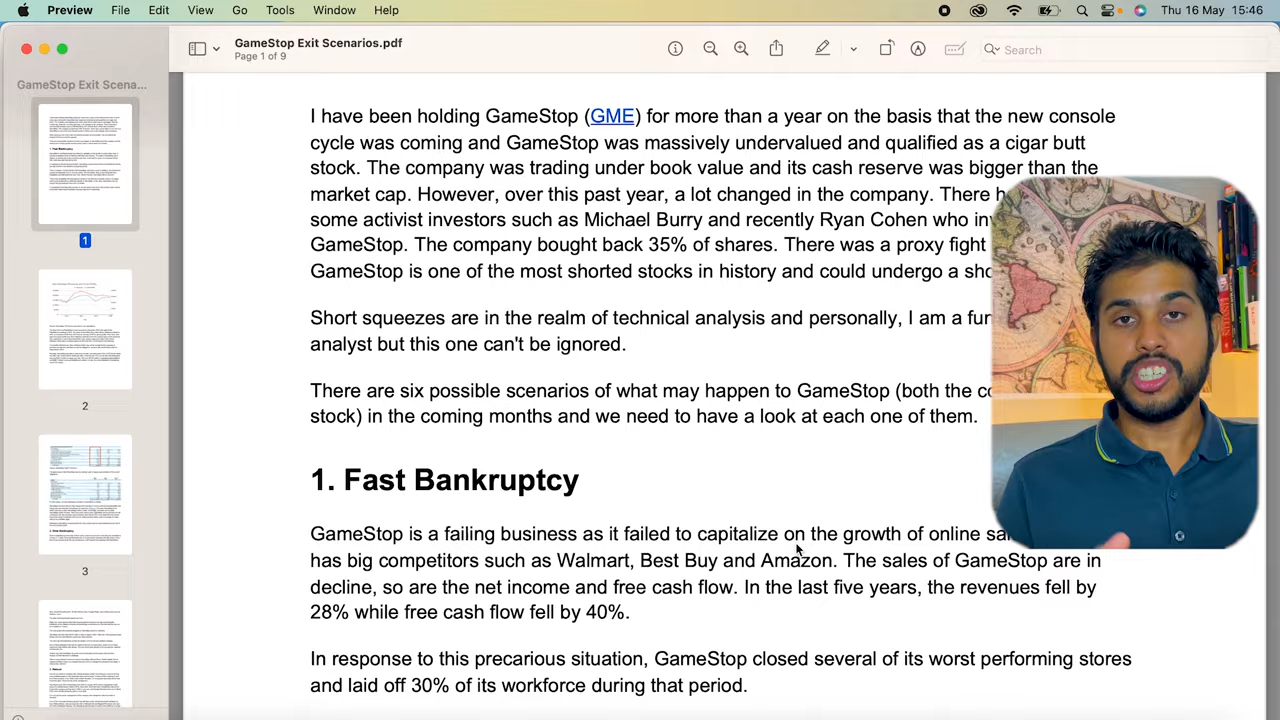 Preview File Edit View Go Tools Window Help Thu 16 May 15:46
GameStop Exit Scenarios.pdf
Page 1 of 9
Search
GameStop Exit Scena...
1
2
3
I have been holding GameStop (GME) for more than a year on the basis that the new console
cycle was coming and GameStop was massively undervalued and qualified as a cigar butt
stock. The company was trading under book value and its cash reserve was bigger than the
market cap. However, over this past year, a lot changed in the company. There
some activist investors such as Michael Burry and recently Ryan Cohen who
GameStop. The company bought back 35% of shares. There was a proxy fight
GameStop is one of the most shorted stocks in history and could undergo a
Short squeezes are in the realm of technical analysis and personally, I am a
analyst but this one can't be ignored.
There are six possible scenarios of what may happen to GameStop (both the
stock) in the coming months and we need to have a look at each one of them.
1. Fast Bankruptcy
GameStop is a failing business as it failed to capitalize on the growth of online
has big competitors such as Walmart, Best Buy and Amazon. The sales of GameStop are in
decline, so are the net income and free cash flow. In the last five years, the revenues fell by
28% while the cash flow fell by 40%.
In response to this deterioration, GameStop closed several of its worst performing stores
and laid off 30% of its workforce during that period.